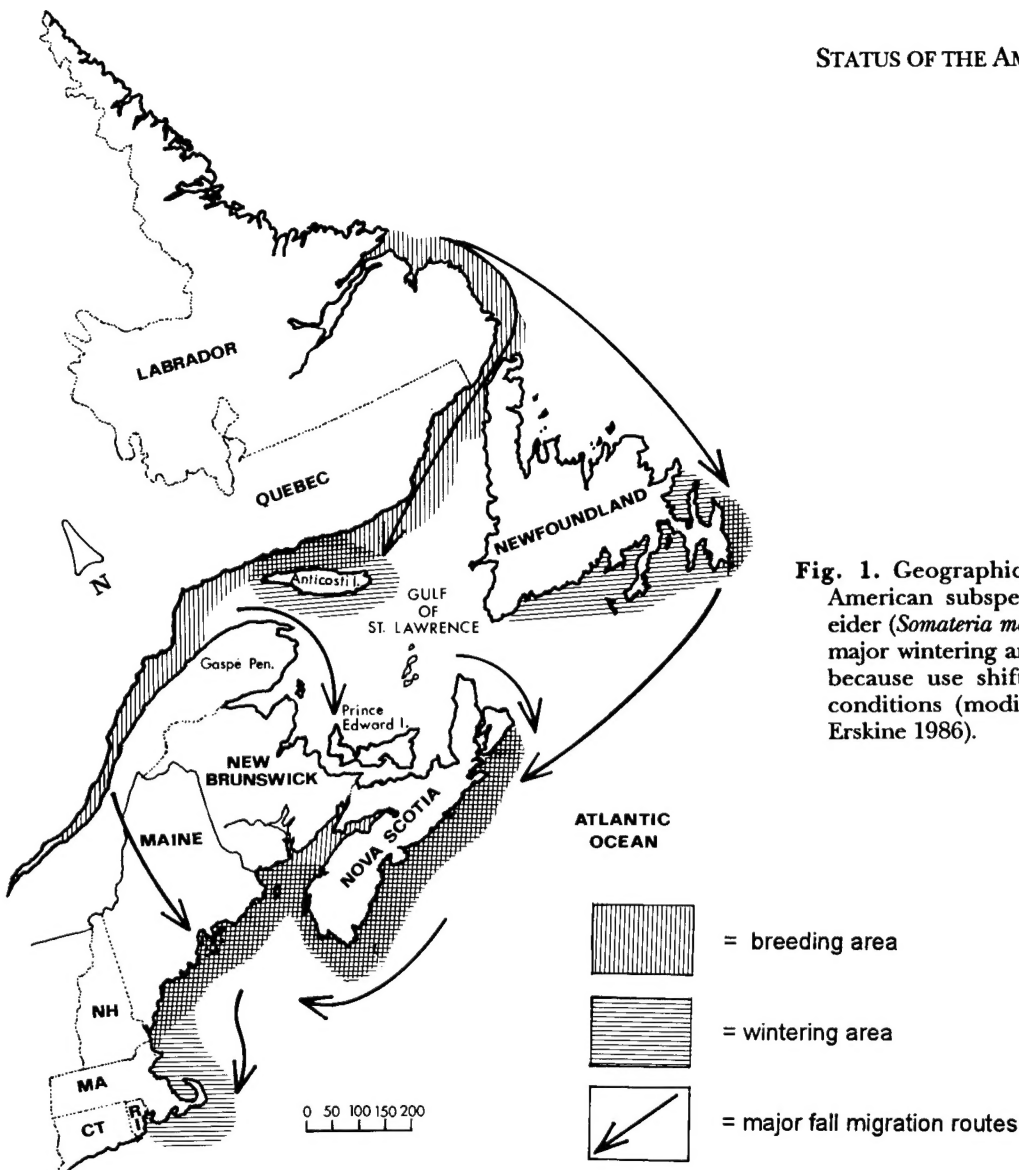 STATUS OF THE AM
LABRADOR
QUEBEC
NEWFOUNDLAND
N
Anticosti I.
GULF
OF
ST. LAWRENCE
Gaspé Pen.
Prince
Edward I.
NEW
BRUNSWICK
MAINE
NOVA SCOTIA
ATLANTIC
OCEAN
NH
MA
CT
R
I
0 50 100 150 200
= breeding area
= wintering area
= major fall migration routes
Fig. 1. Geographic
American subspe
eider (Somateria m
major wintering ar
because use shift
conditions (modi
Erskine 1986).